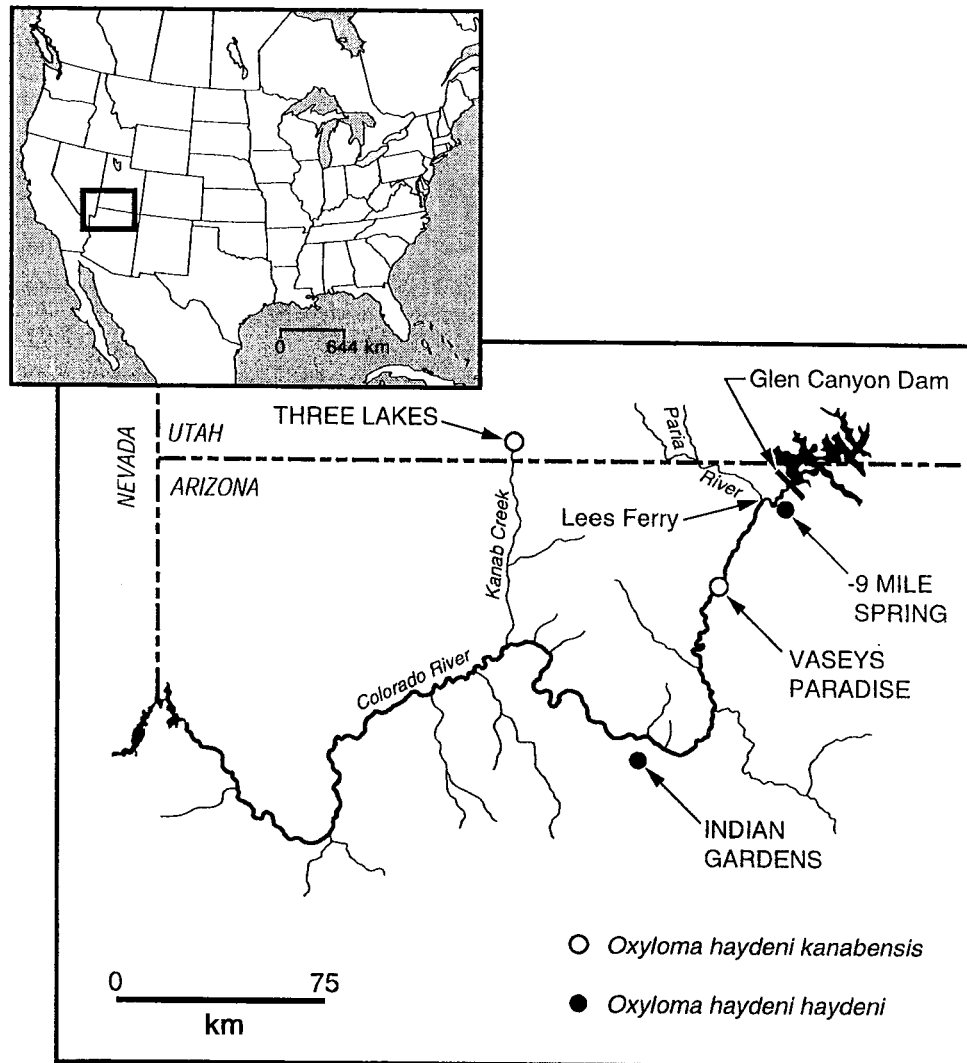 0 644 km
Glen Canyon Dam
THREE LAKES
Paria
River
NEVADA
UTAH
ARIZONA
Lees Ferry
Kanab Creek
-9 MILE
SPRING
VASEYS
PARADISE
Colorado River
INDIAN
GARDENS
Oxyloma haydeni kanabensis
0 75
km
Oxyloma haydeni haydeni